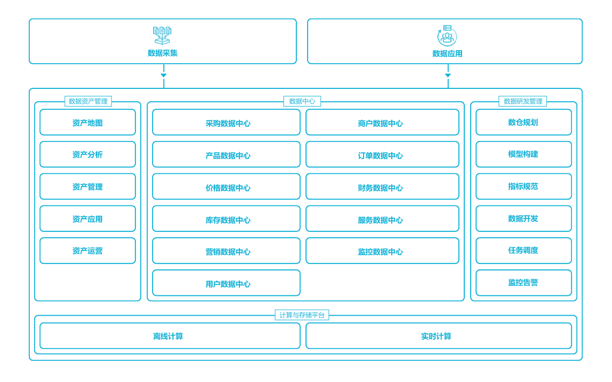 数据采集
数据应用
数据资产管理
资产地图
资产分析
资产管理
资产应用
资产运营
数据中心
采购数据中心
商户数据中心
产品数据中心
订单数据中心
价格数据中心
财务数据中心
库存数据中心
服务数据中心
营销数据中心
监控数据中心
用户数据中心
数据研发管理
数仓规划
模型构建
指标规范
数据开发
任务调度
监控告警
计算与存储平台
离线计算
实时计算